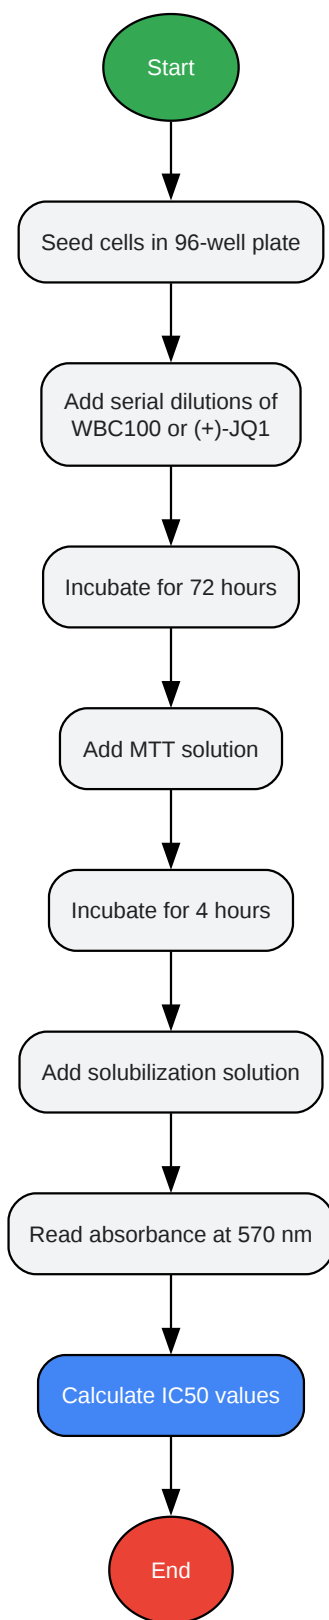 Start
Seed cells in 96-well plate
Add serial dilutions of
WBC100 or (+)-JQ1
Incubate for 72 hours
Add MTT solution
Incubate for 4 hours
Add solubilization solution
Read absorbance at 570 nm
Calculate IC50 values
End